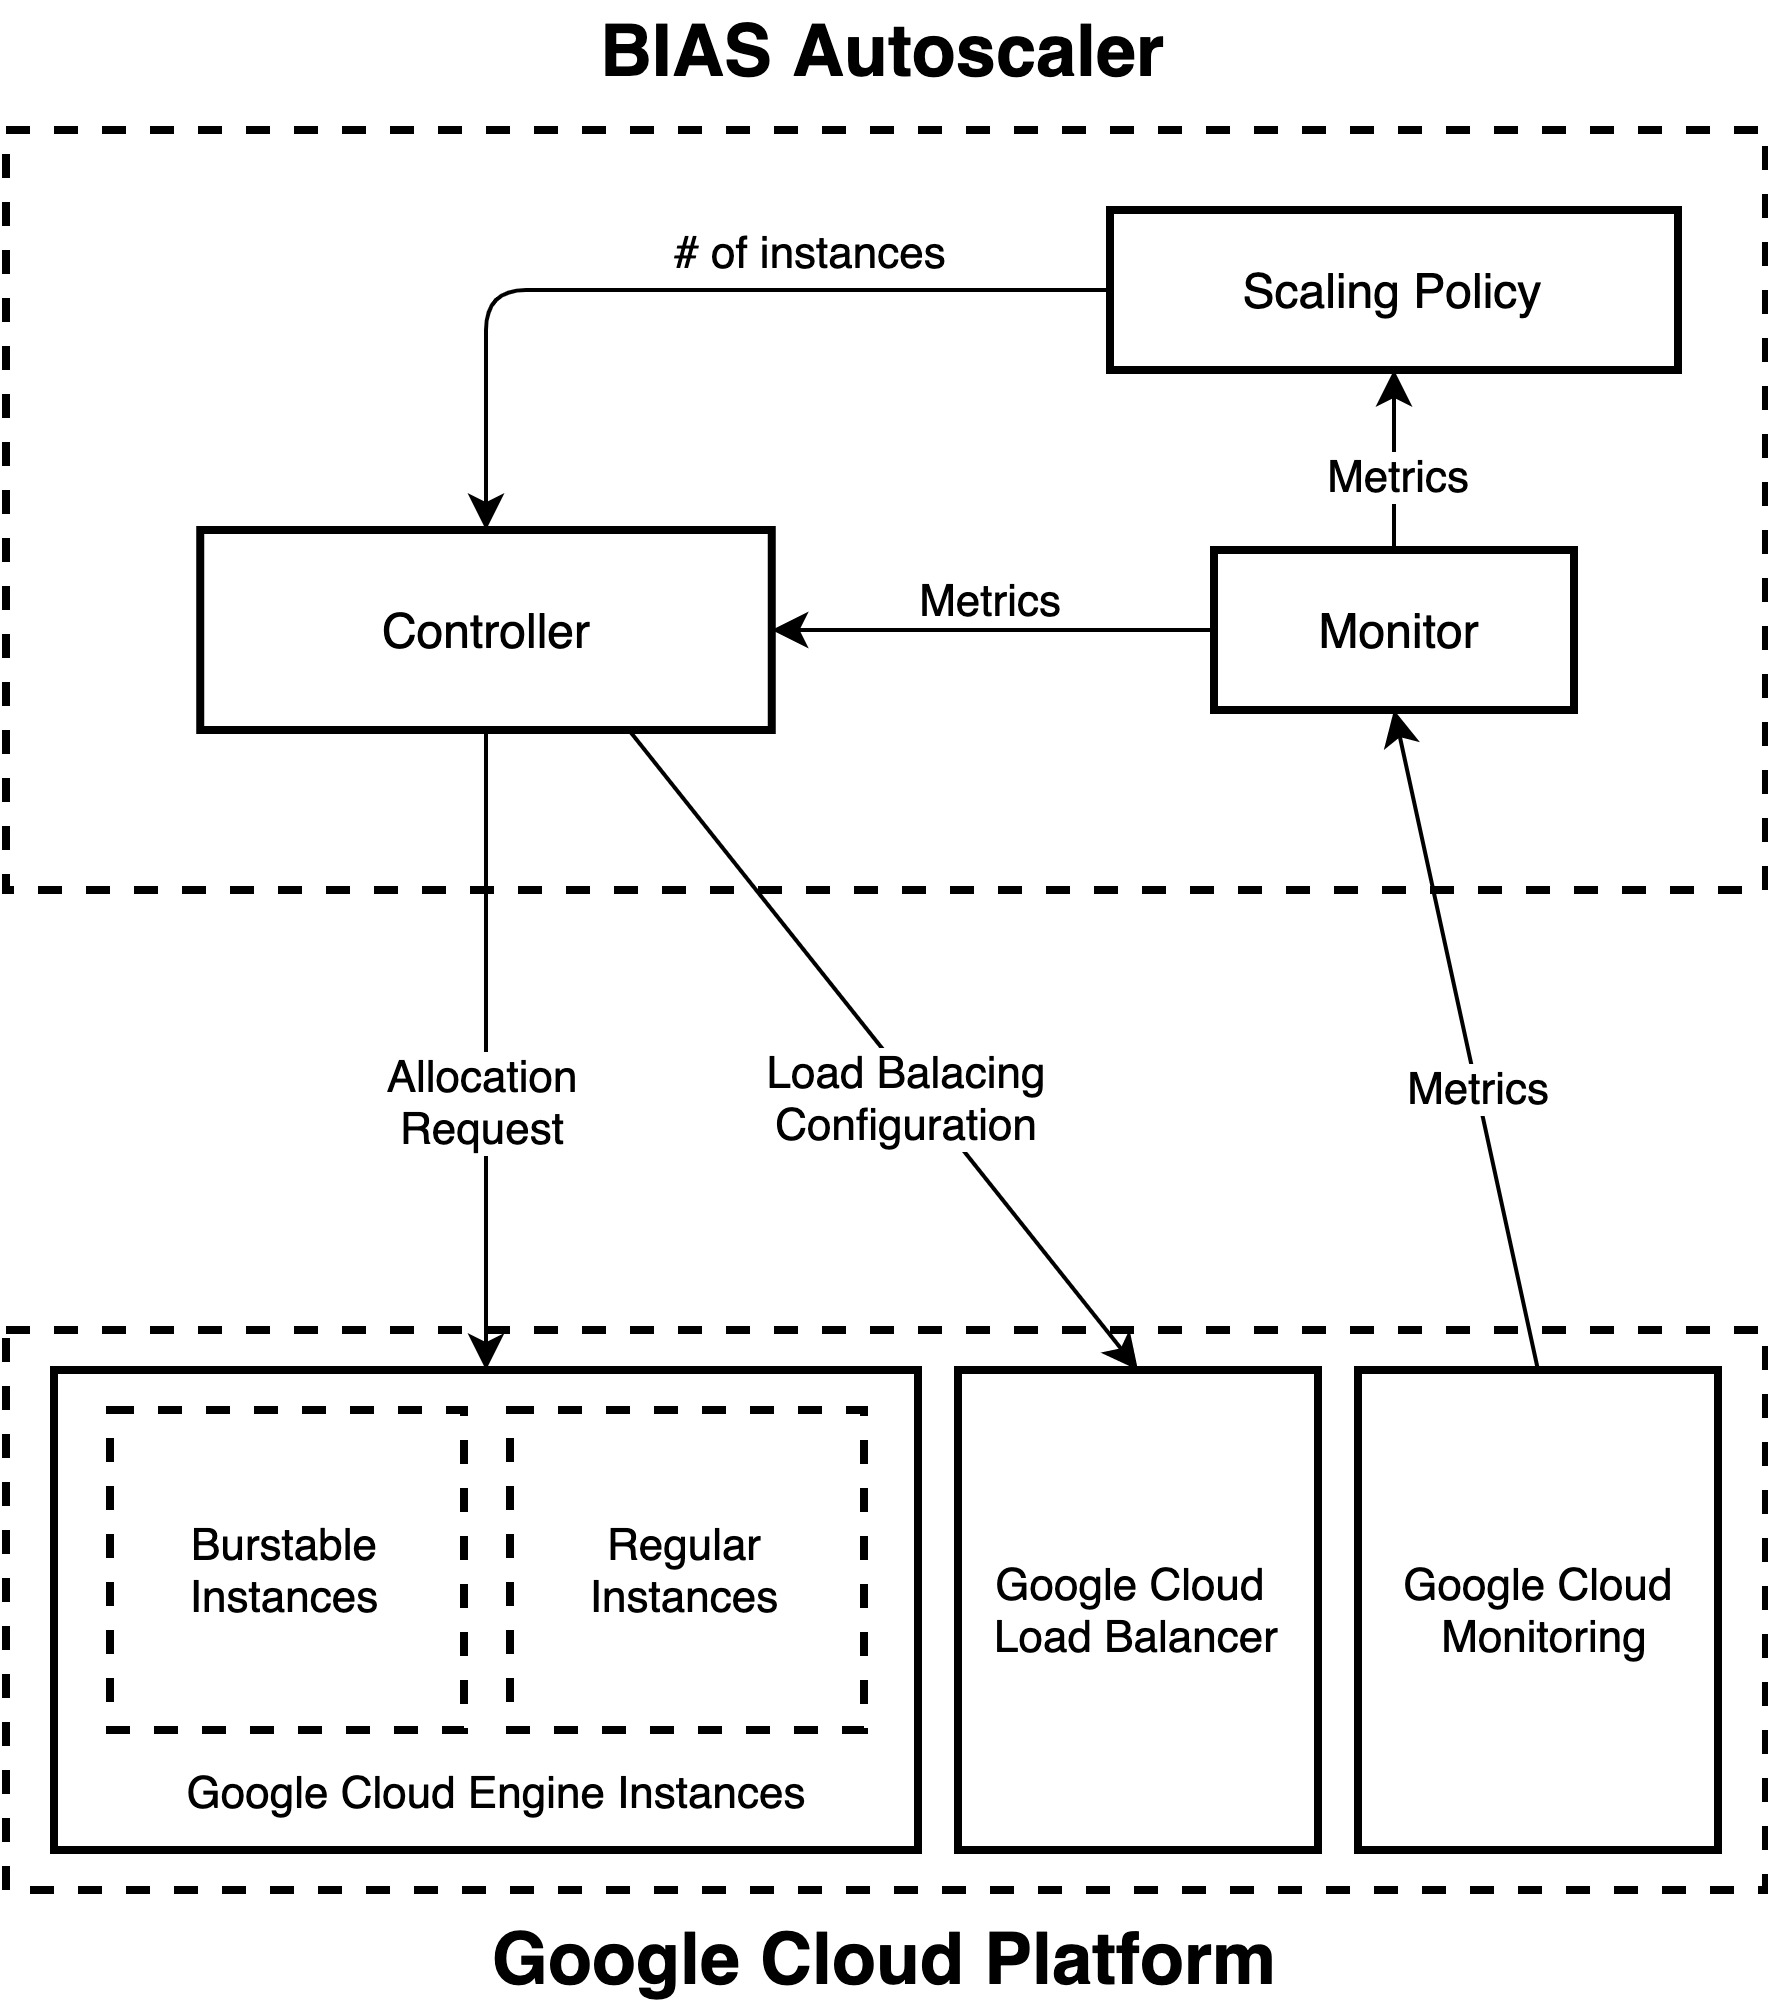 BIAS Autoscaler
# of instances
Scaling Policy
Metrics
Controller
Metrics
Monitor
Allocation
Request
Load Balacing
Configuration
Metrics
Burstable
Instances
Regular
Instances
Google Cloud Engine Instances
Google Cloud
Load Balancer
Google Cloud
Monitoring
Google Cloud Platform